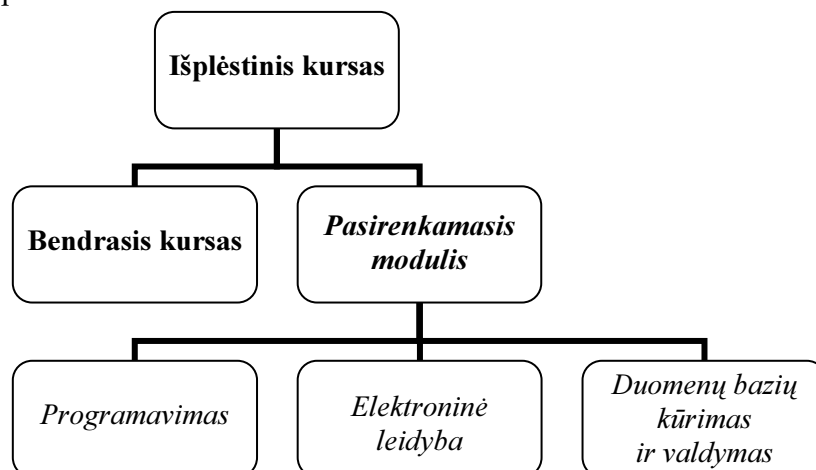 Išplėstinis kursas
Bendrasis kursas
Pasirenkamasis
modulis
Programavimas
Elektroninė
leidyba
Duomenų bazių
kūrimas
ir valdymas